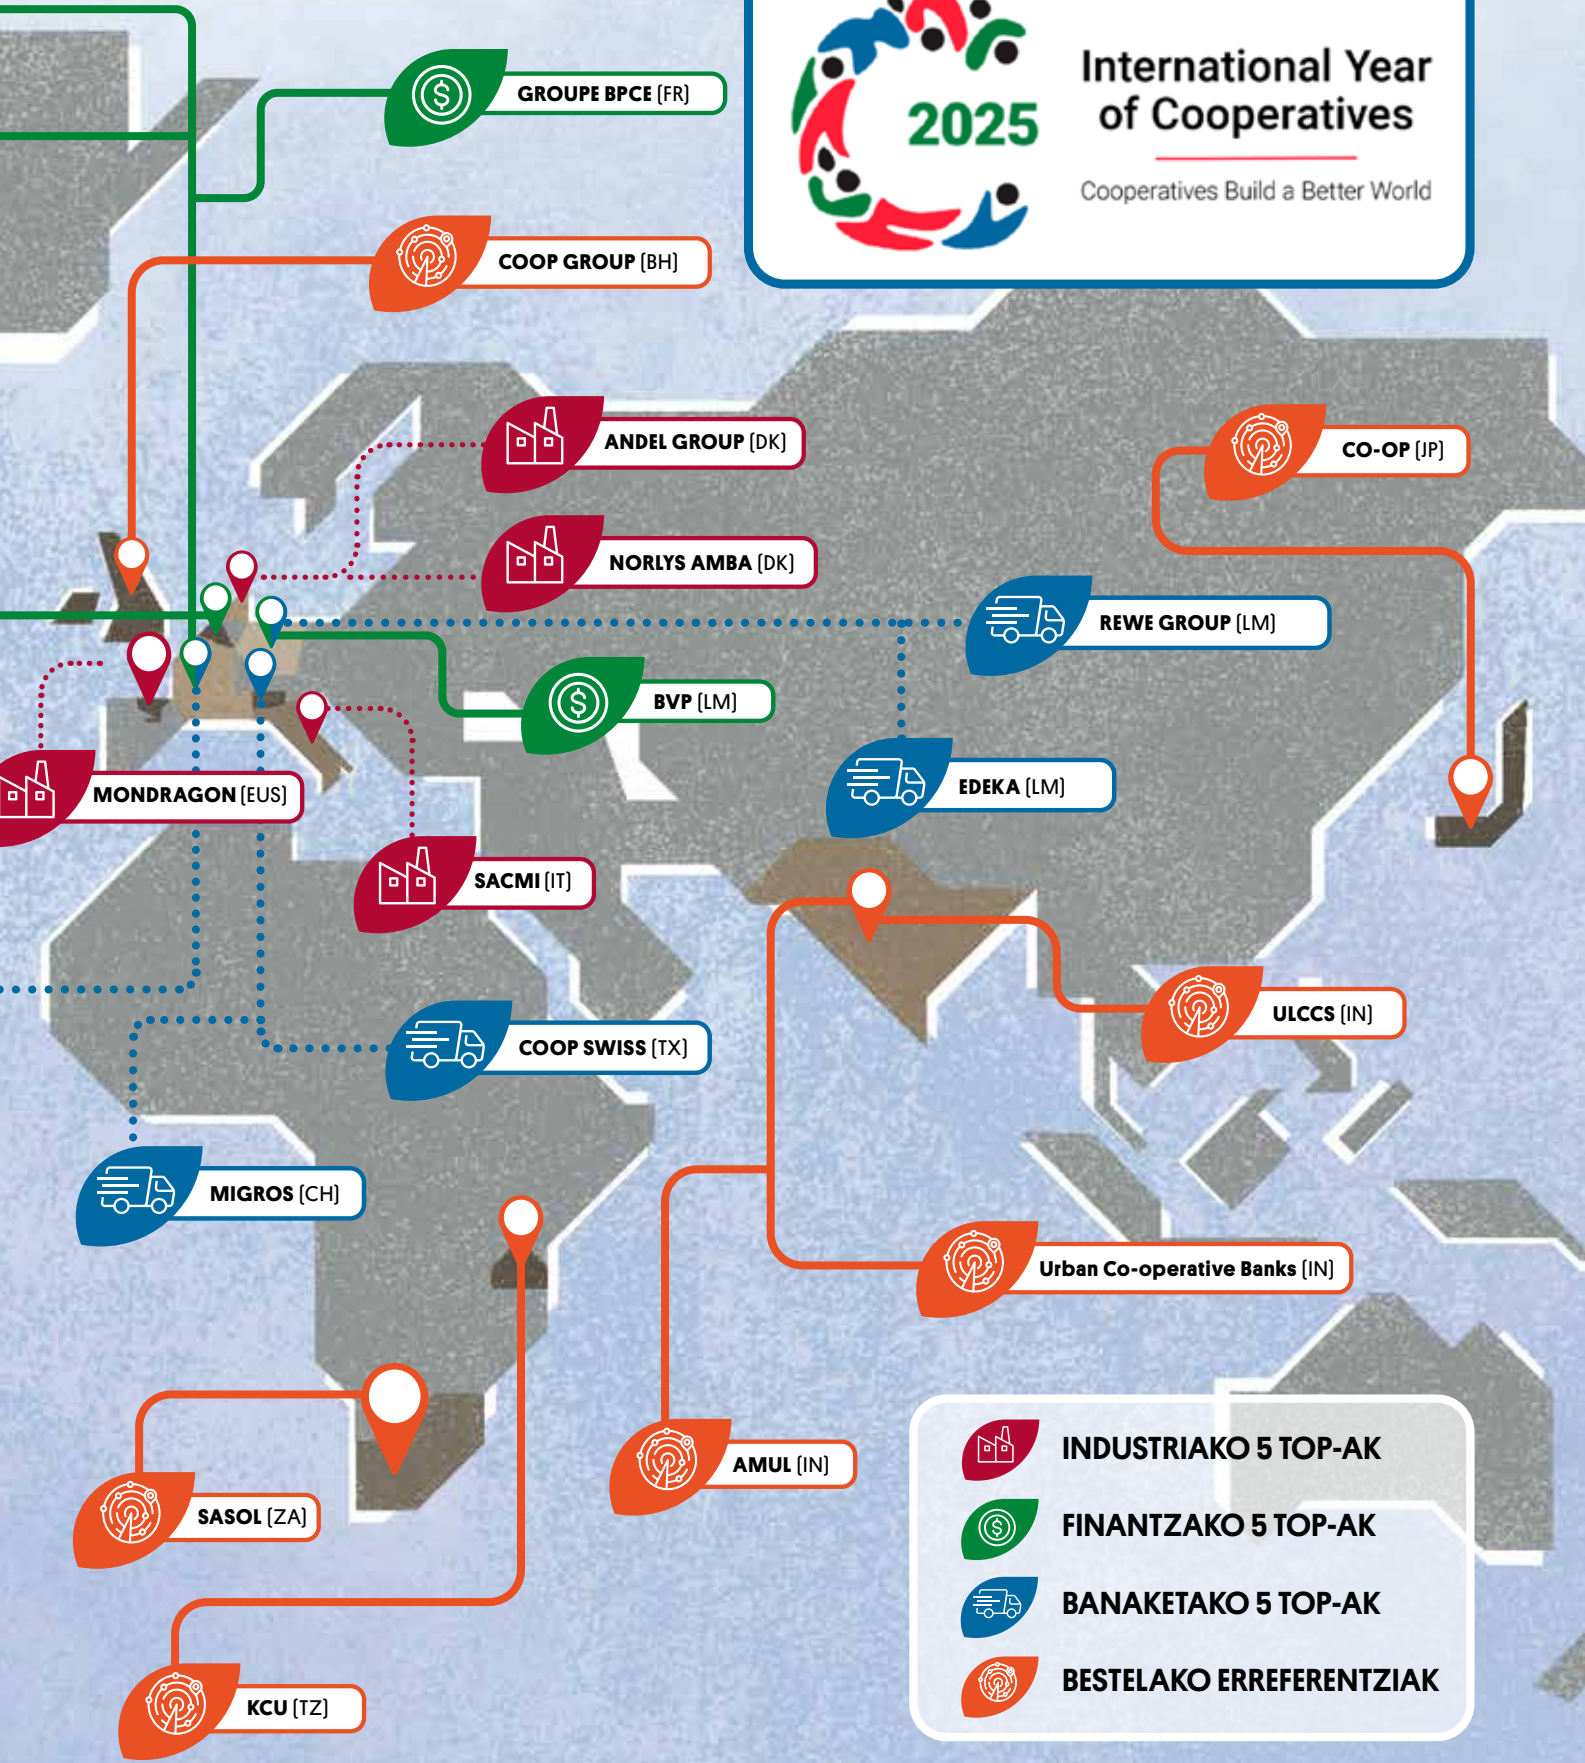 GROUPE BPCE (FR)
2025
International Year
of Cooperatives
Cooperatives Build a Better World
COOP GROUP (BH)
ANDEL GROUP (DK)
CO-OP (JP)
NORLYS AMBA (DK)
REWE GROUP (LM)
BVP (LM)
EDEKA (LM)
MONDRAGON (EUS)
SACMI (IT)
ULCCS (IN)
COOP SWISS (TX)
MIGROS (CH)
Urban Co-operative Banks (IN)
AMUL (IN)
SASOL (ZA)
KCU (TZ)
INDUSTRIAKO 5 TOP-AK
FINANTZAKO 5 TOP-AK
BANAKETAKO 5 TOP-AK
BESTELAKO ERREFERENTZIAK